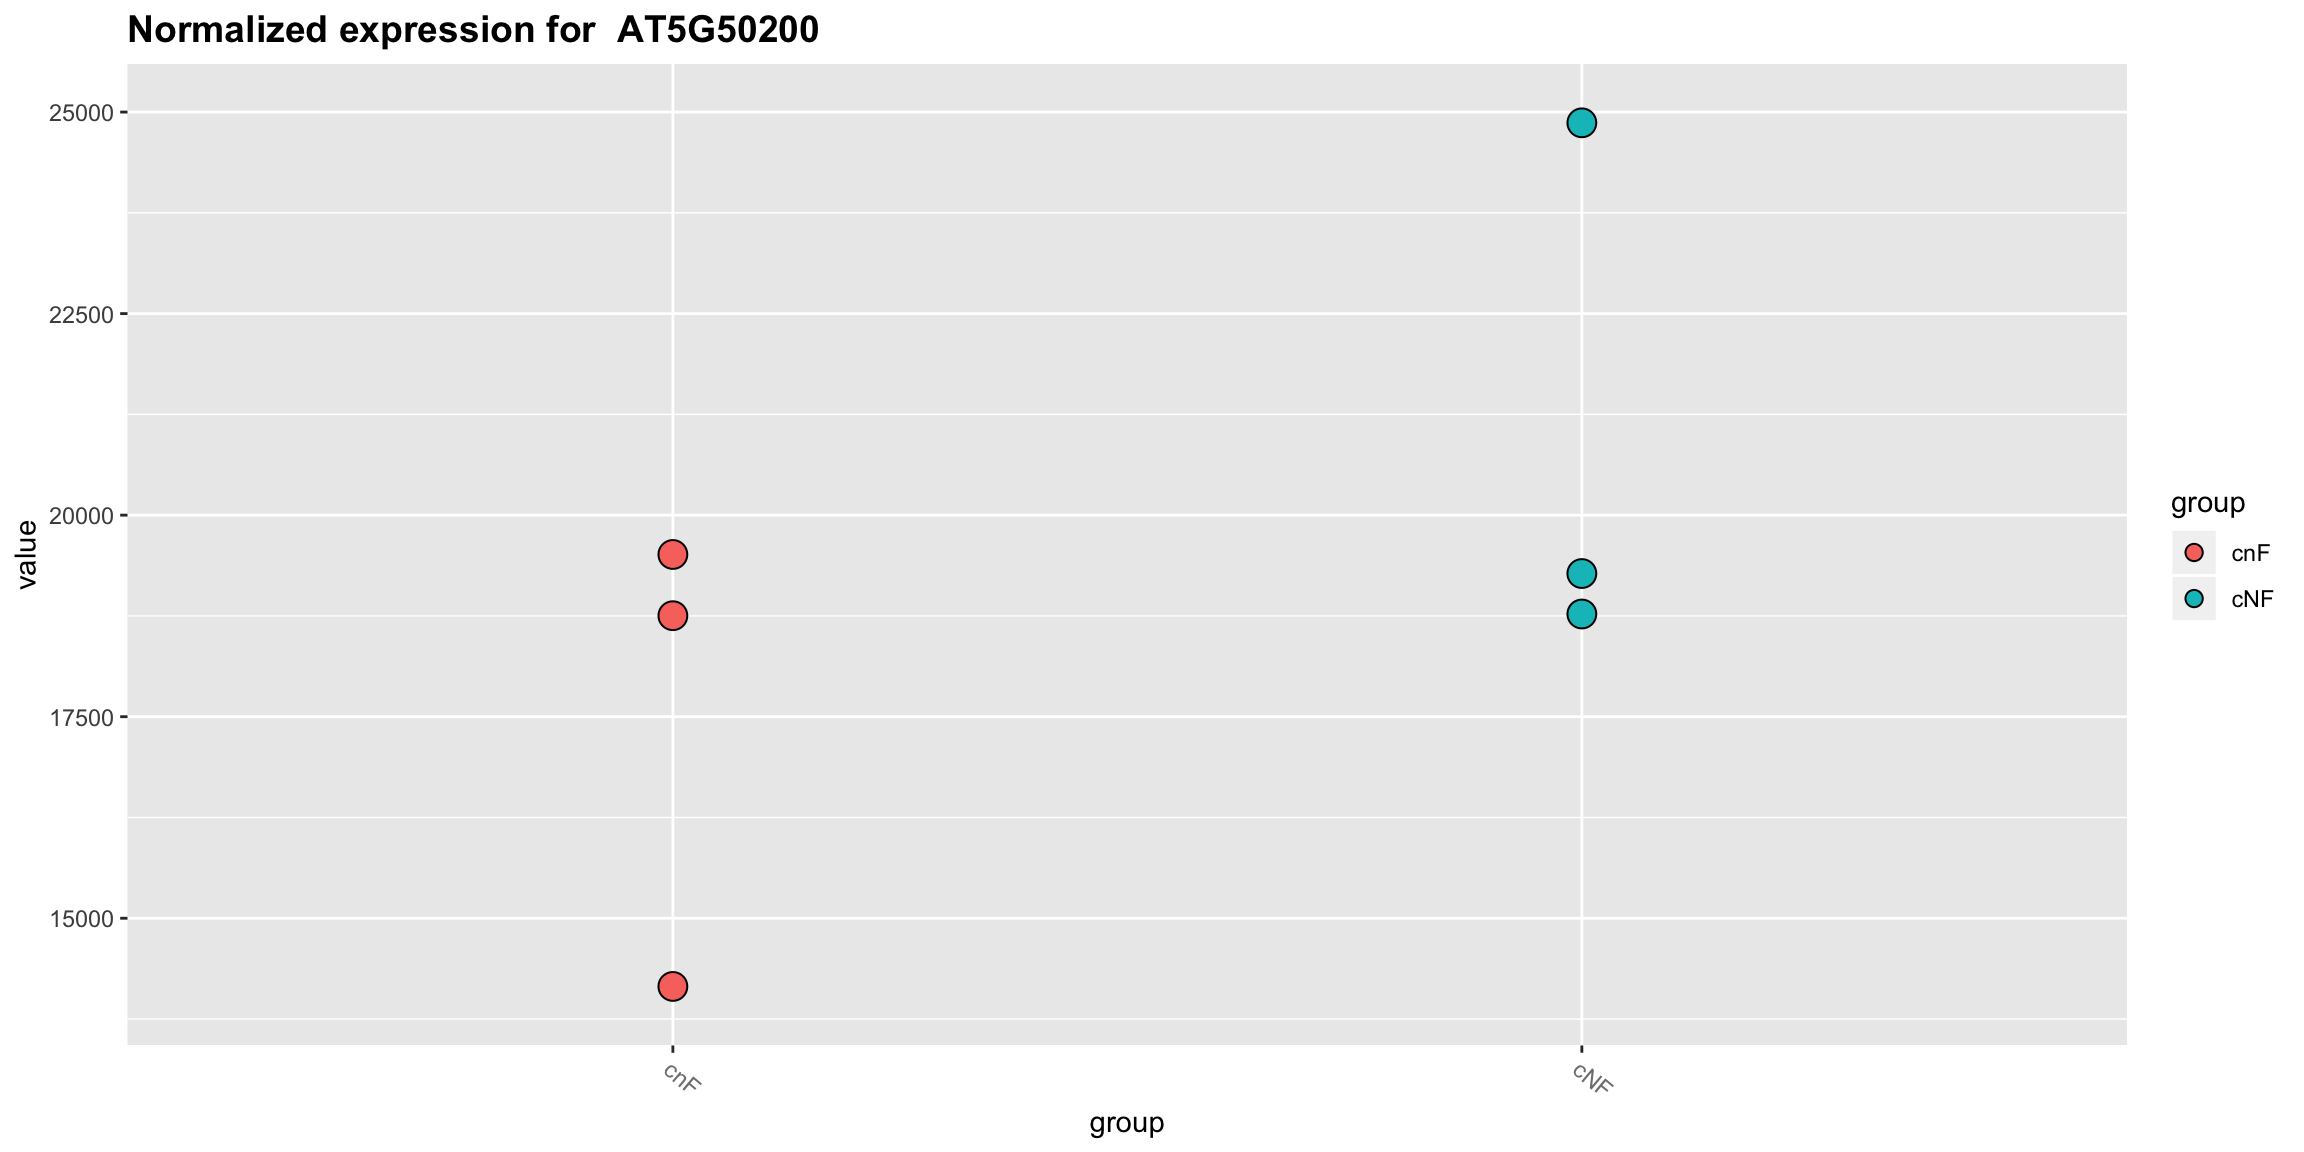 Normalized expression for  AT5G50200
25000
22500
20000
17500
15000
value
cnF
cNF
group
group
cnF
cNF